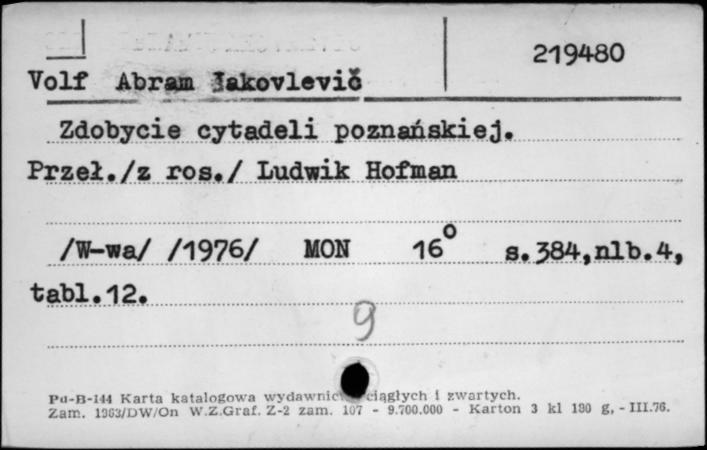 219480
Volf Abram Iakovlevič
Zdobycie cytadeli poznańskiej.
Przeł./z ros./ Ludwik Hofman
/W-wa/ /1976/ MON 16° s.384,nlb.4,
tabl.12.
9
Pu-B-144 Karta katalogowa wydawnic ciągłych i zwartych.
Zam. 1963/DW/On W.Z.Graf. Z-2 zam. 107 - 9.700.000 - Karton 3 kl 180 g, - III.76.